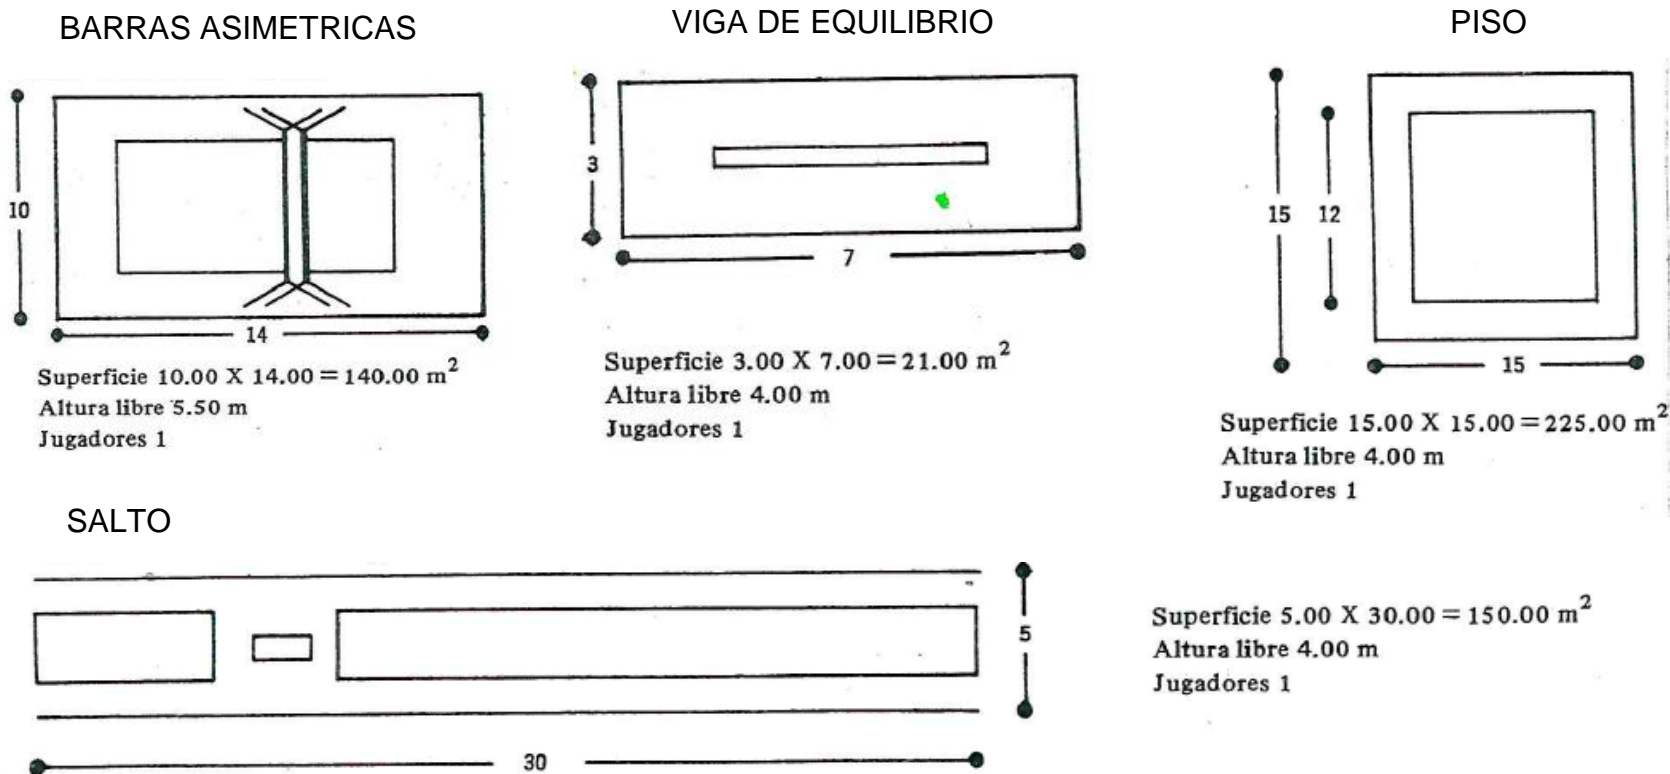 BARRAS ASIMETRICAS
10
14
Superficie 10.00 X 14.00 = 140.00 m²
Altura libre 5.50 m
Jugadores 1
VIGA DE EQUILIBRIO
3
7
Superficie 3.00 X 7.00 = 21.00 m²
Altura libre 4.00 m
Jugadores 1
PISO
15 12
15
Superficie 15.00 X 15.00 = 225.00 m²
Altura libre 4.00 m
Jugadores 1
SALTO
5
30
Superficie 5.00 X 30.00 = 150.00 m²
Altura libre 4.00 m
Jugadores 1